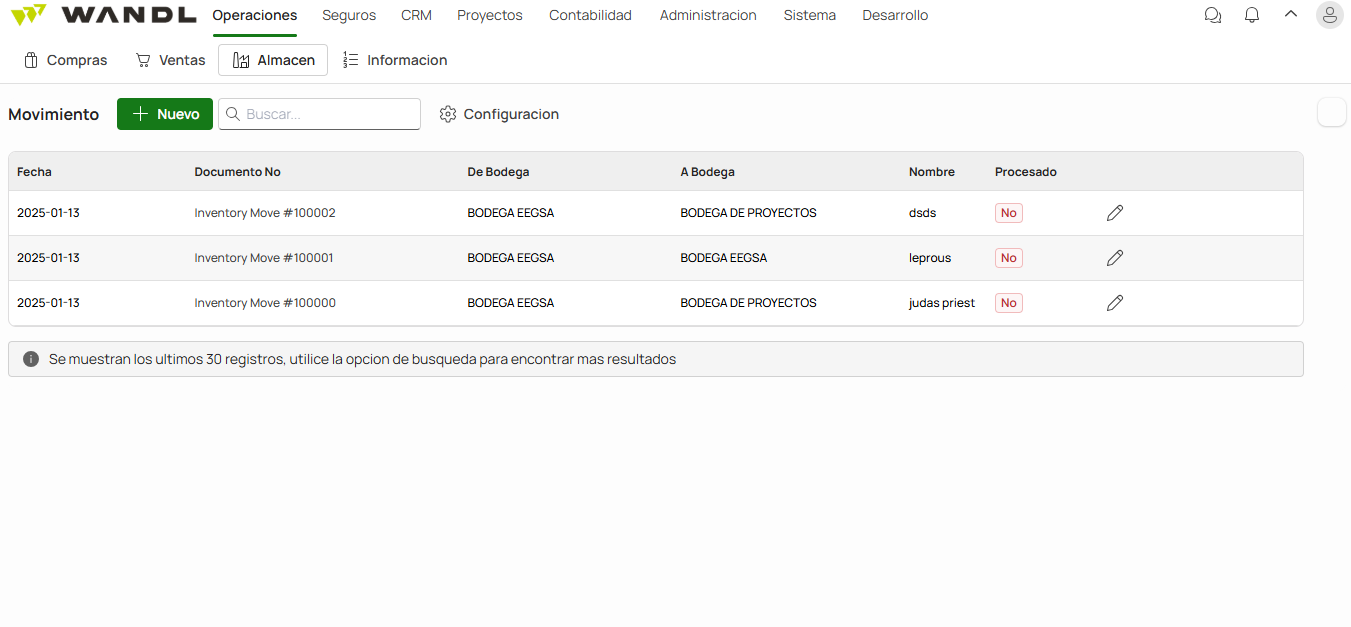 WANDL Operaciones Seguros CRM Proyectos Contabilidad Administracion Sistema Desarrollo
Compras Ventas Almacen Informacion
Movimiento Nuevo Buscar... Configuracion
Fecha Documento No De Bodega A Bodega Nombre Procesado
2025-01-13 Inventory Move #100002 BODEGA EEGSA BODEGA DE PROYECTOS dsds No
2025-01-13 Inventory Move #100001 BODEGA EEGSA BODEGA EEGSA leprous No
2025-01-13 Inventory Move #100000 BODEGA EEGSA BODEGA DE PROYECTOS judas priest No
Se muestran los ultimos 30 registros, utilice la opcion de busqueda para encontrar mas resultados